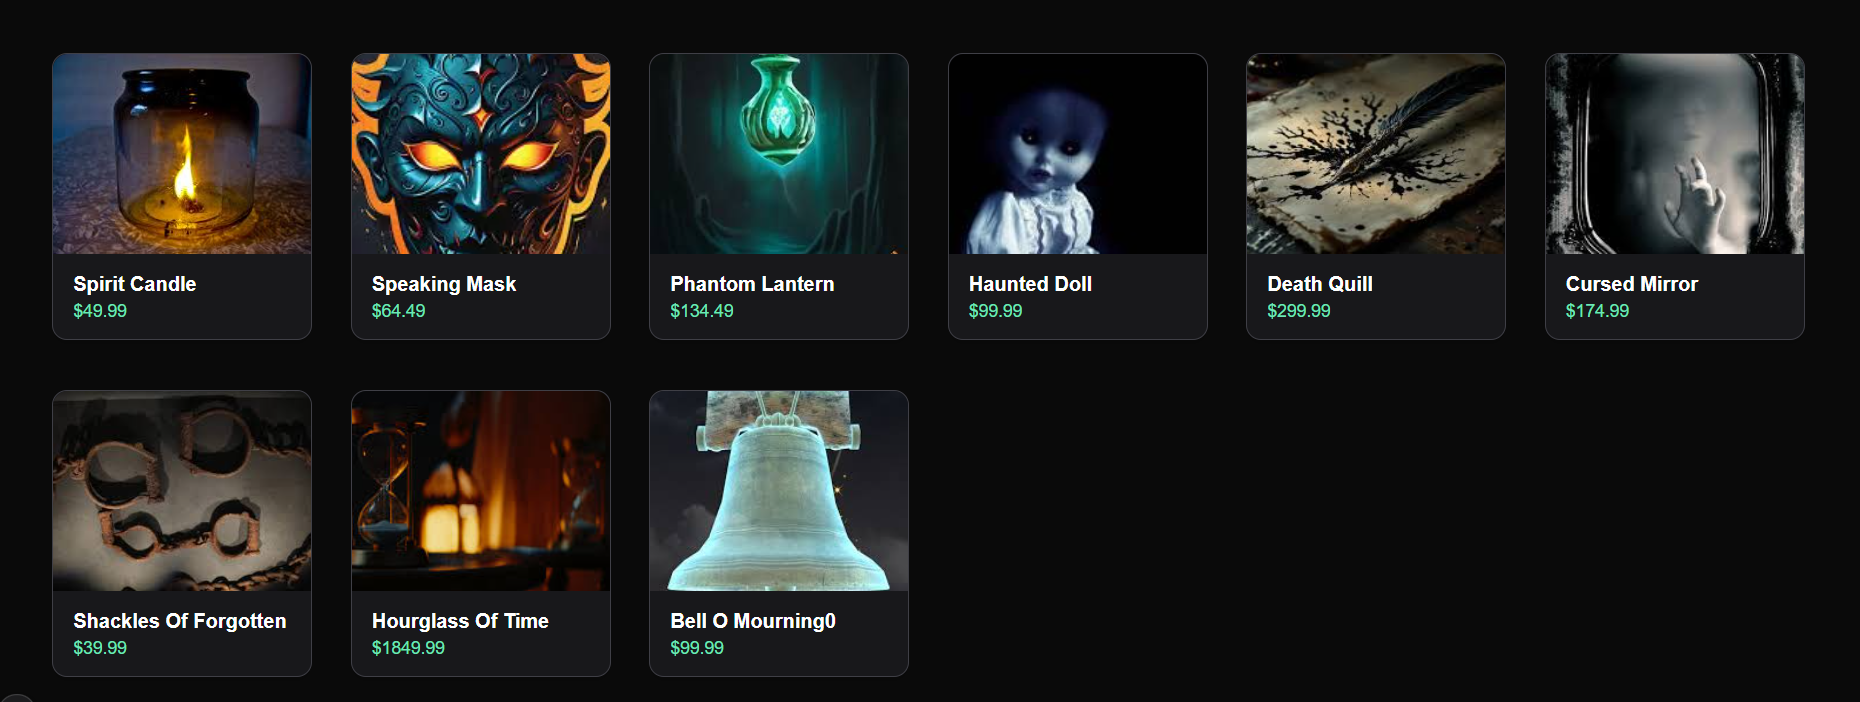 Spirit Candle
$49.99
Speaking Mask
$64.49
Phantom Lantern
$134.49
Haunted Doll
$99.99
Death Quill
$299.99
Cursed Mirror
$174.99
Shackles Of Forgotten
$39.99
Hourglass Of Time
$1849.99
Bell O Mourning0
$99.99